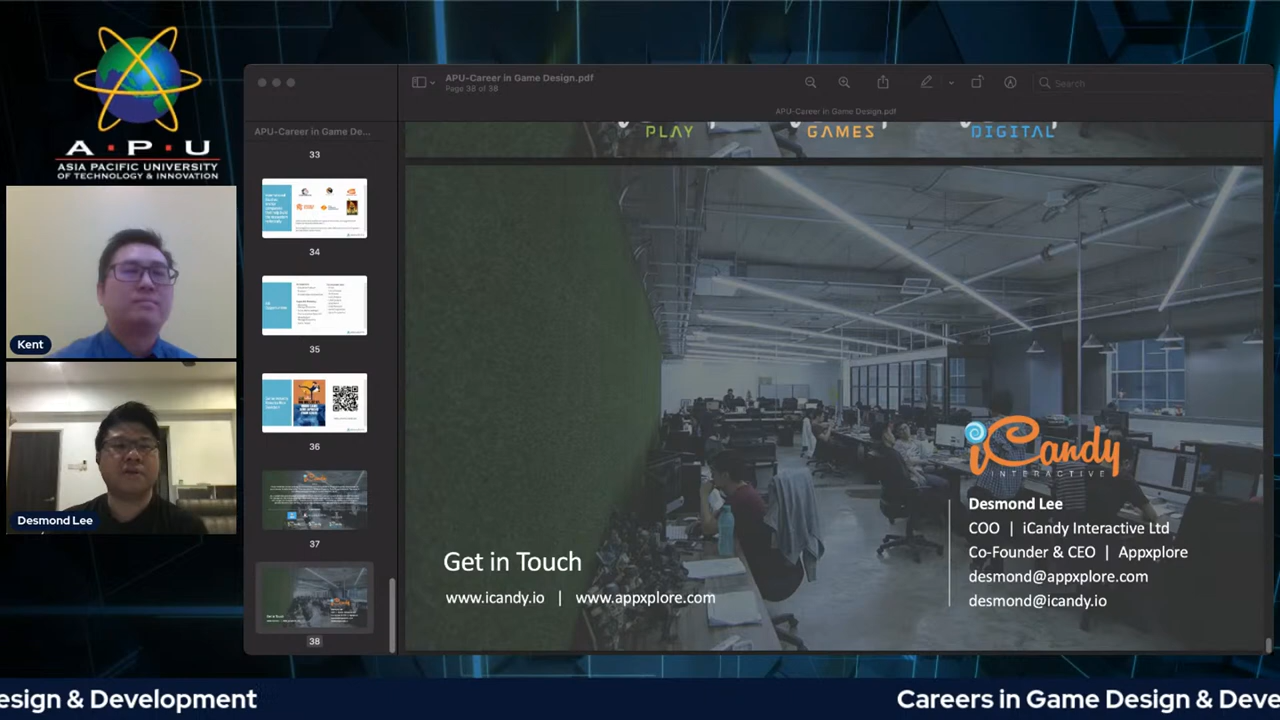 A·P·U
ASIA PACIFIC UNIVERSITY
OF TECHNOLOGY & INNOVATION
Kent
Desmond Lee
APU-Career in Game Design.pdf
Page 38 of 38
Search
APU-Career in Game Design.pdf
APU-Career in Game De...
33
34
35
36
37
38
PLAY
GAMES
DIGITAL
iCandy
INTERACTIVE
Desmond Lee
COO | iCandy Interactive Ltd
Co-Founder & CEO | Appxplore
desmond@appxplore.com
desmond@icandy.io
Get in Touch
www.icandy.io | www.appxplore.com
esign & Development
Careers in Game Design & Deve